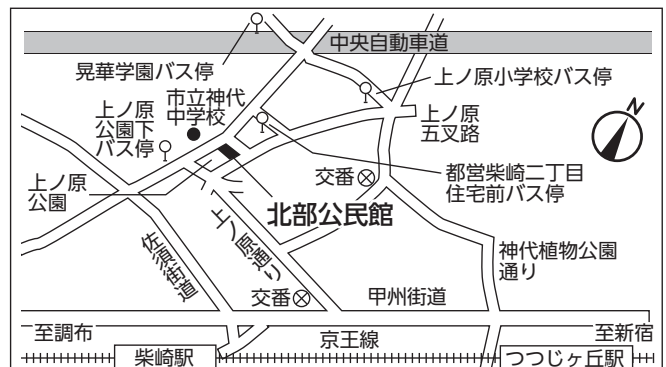 中央自動車道
晃華学園バス停
上ノ原小学校バス停
市立神代
中学校
上ノ原
公園下
バス停
上ノ原
五叉路
N
都営柴崎二丁目
住宅前バス停
交番
上ノ原
公園
北部公民館
佐須街道
上ノ原通り
神代植物公園
通り
交番
甲州街道
至調布
京王線
至新宿
柴崎駅
つつじヶ丘駅